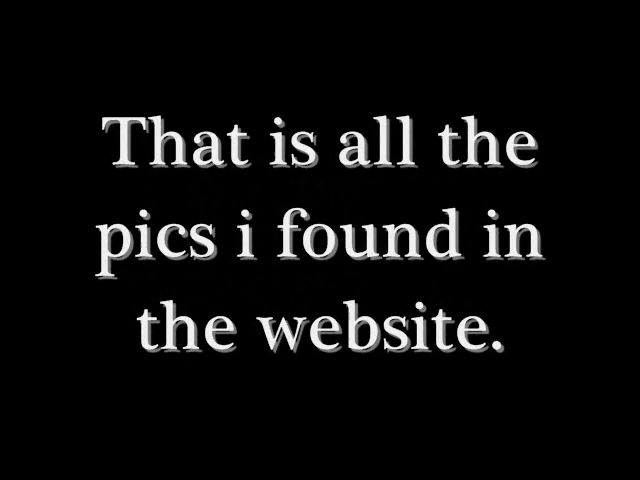 That is all the
pics i found in
the website.